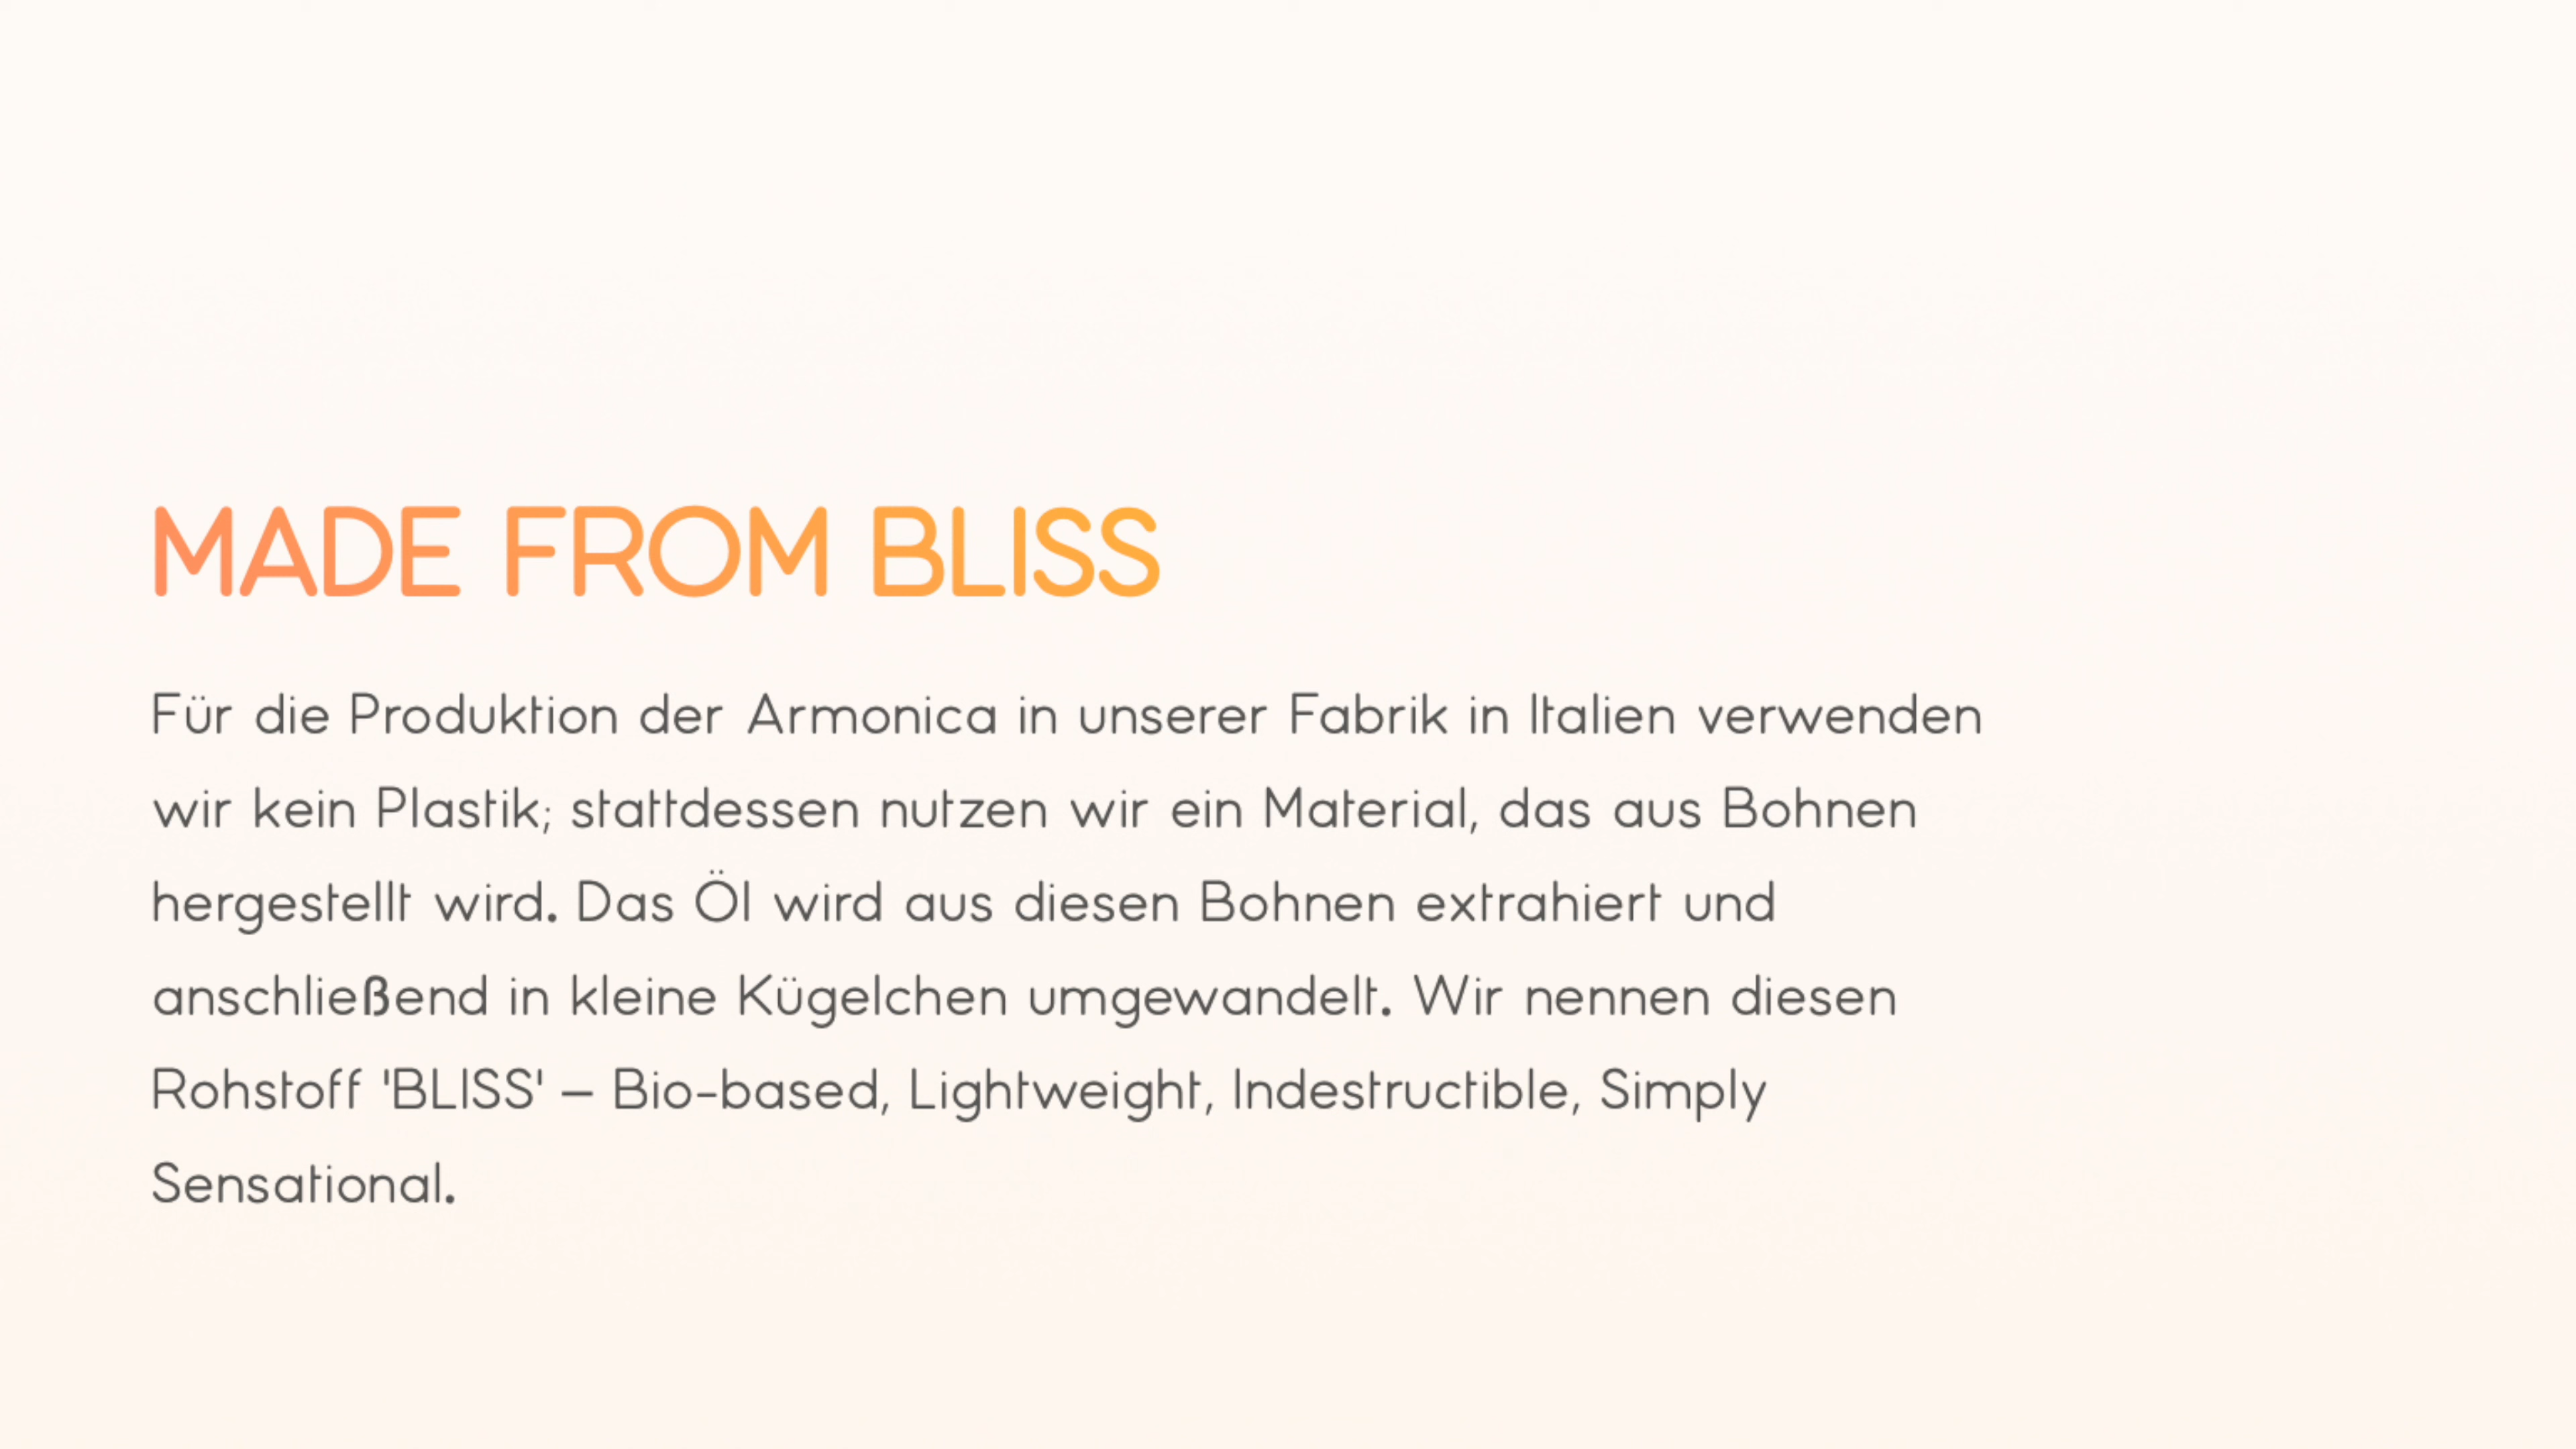 MADE FROM BLISS
Für die Produktion der Armonica in unserer Fabrik in Italien verwenden
wir kein Plastik; stattdessen nutzen wir ein Material, das aus Bohnen
hergestellt wird. Das Öl wird aus diesen Bohnen extrahiert und
anschließend in kleine Kügelchen umgewandelt. Wir nennen diesen
Rohstoff 'BLISS' – Bio-based, Lightweight, Indestructible, Simply
Sensational.